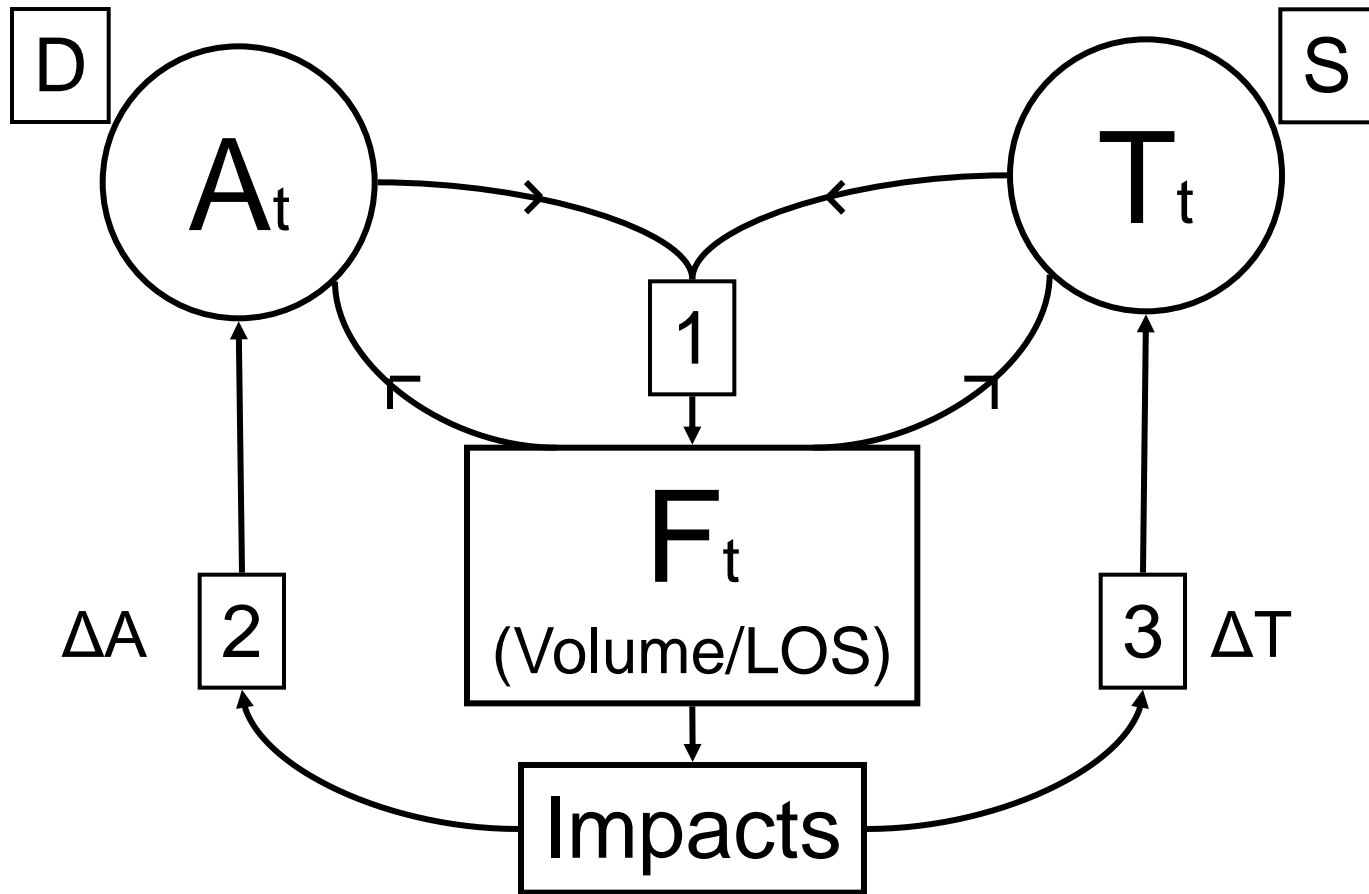 D
S
At
Tt
1
Ft
(Volume/LOS)
ΔA
2
3
ΔT
Impacts